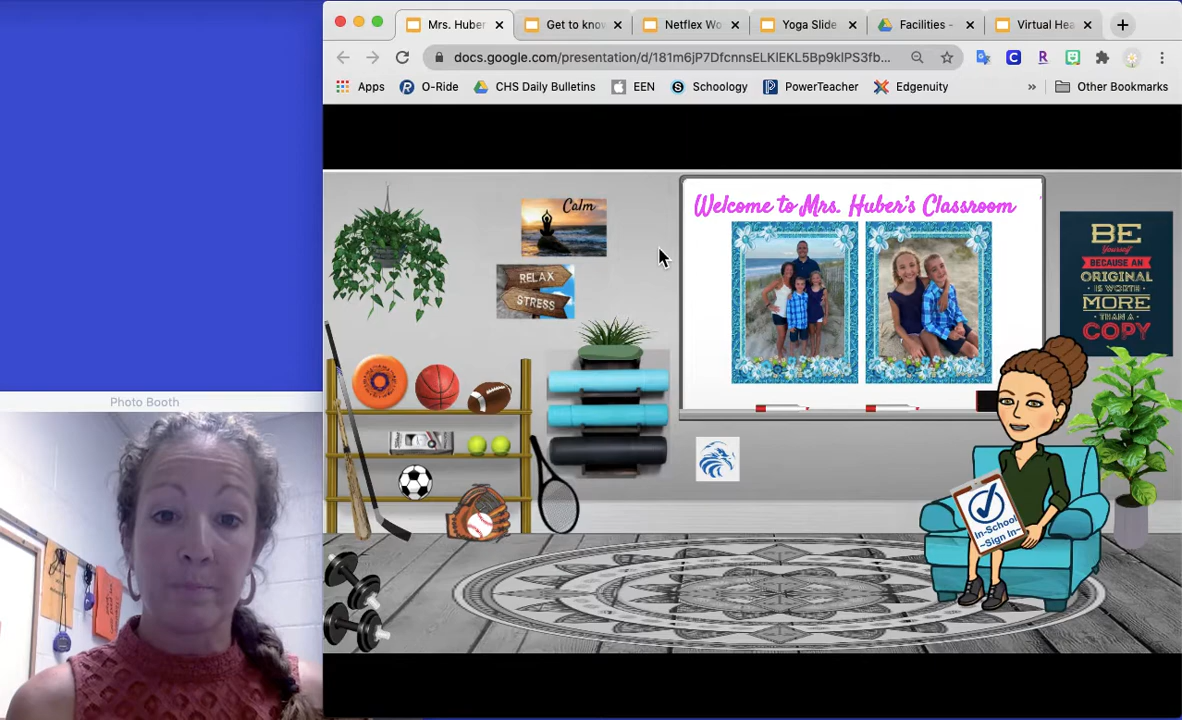 Mrs. Huber
Get to know
Netflex Wo
Yoga Slide
Facilities -
Virtual Hea
docs.google.com/presentation/d/181m6jP7DfcnnsELKlEKL5Bp9klPS3fb...
Apps
O-Ride
CHS Daily Bulletins
EEN
Schoology
PowerTeacher
Edgenuity
»
Other Bookmarks
Calm
RELAX
STRESS
Welcome to Mrs. Huber's Classroom
BE
Yourself
BECAUSE AN
ORIGINAL
IS WORTH
MORE
THAN A
COPY
In-School
~Sign In~
Photo Booth